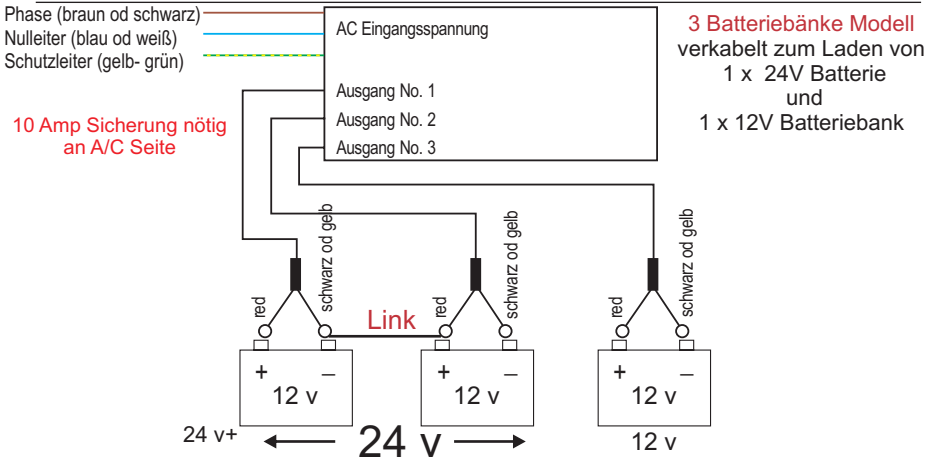 Phase (braun od schwarz)
Nulleiter (blau od weiß)
Schutzleiter (gelb- grün)
AC Eingangsspannung
3 Batteriebänke Modell
verkabelt zum Laden von
1 x 24V Batterie
und
1 x 12V Batteriebank
10 Amp Sicherung nötig
an A/C Seite
Ausgang No. 1
Ausgang No. 2
Ausgang No. 3
red
schwarz od gelb
Link
red
schwarz od gelb
red
schwarz od gelb
+ –
12 v
+ –
12 v
+ –
12 v
24 v+
24 v
12 v